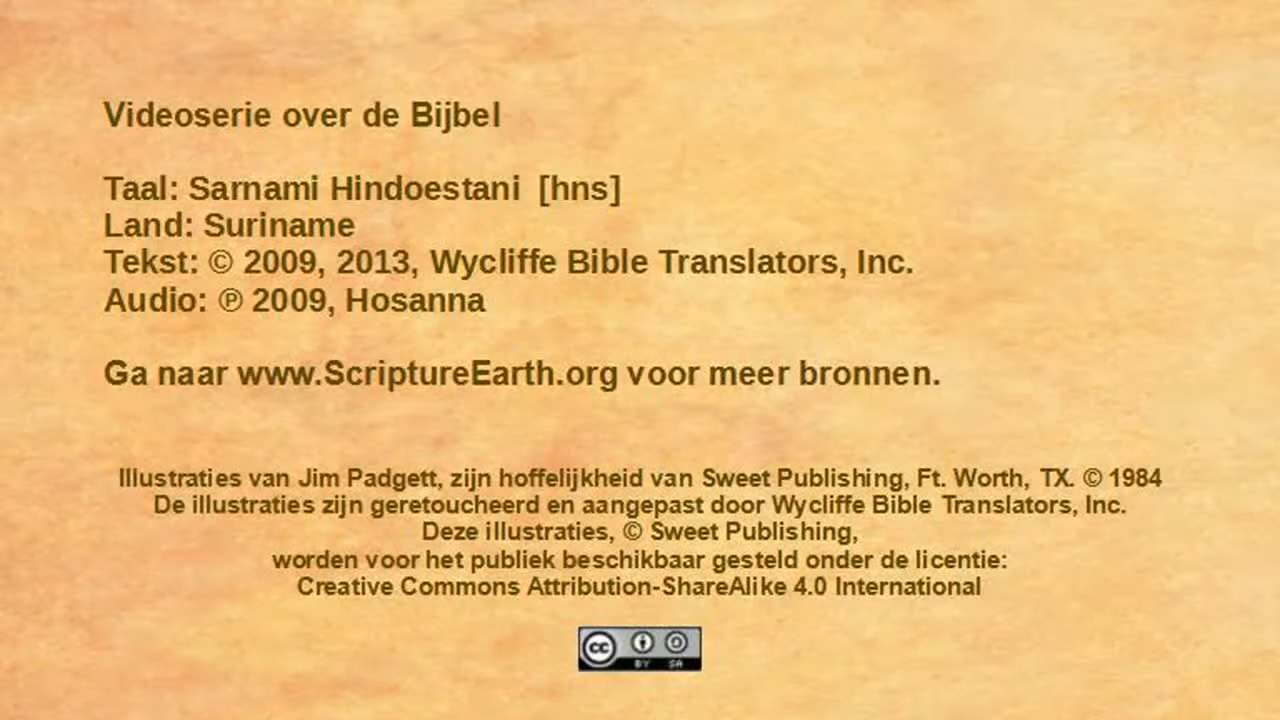 Videoserie over de Bijbel
Taal: Sarnami Hindoestani [hns]
Land: Suriname
Tekst: © 2009, 2013, Wycliffe Bible Translators, Inc.
Audio: ℗ 2009, Hosanna
Ga naar www.ScriptureEarth.org voor meer bronnen.
Illustraties van Jim Padgett, zijn hoffelijkheid van Sweet Publishing, Ft. Worth, TX. © 1984
De illustraties zijn geretoucheerd en aangepast door Wycliffe Bible Translators, Inc.
Deze illustraties, © Sweet Publishing,
worden voor het publiek beschikbaar gesteld onder de licentie:
Creative Commons Attribution-ShareAlike 4.0 International
cc BY SA